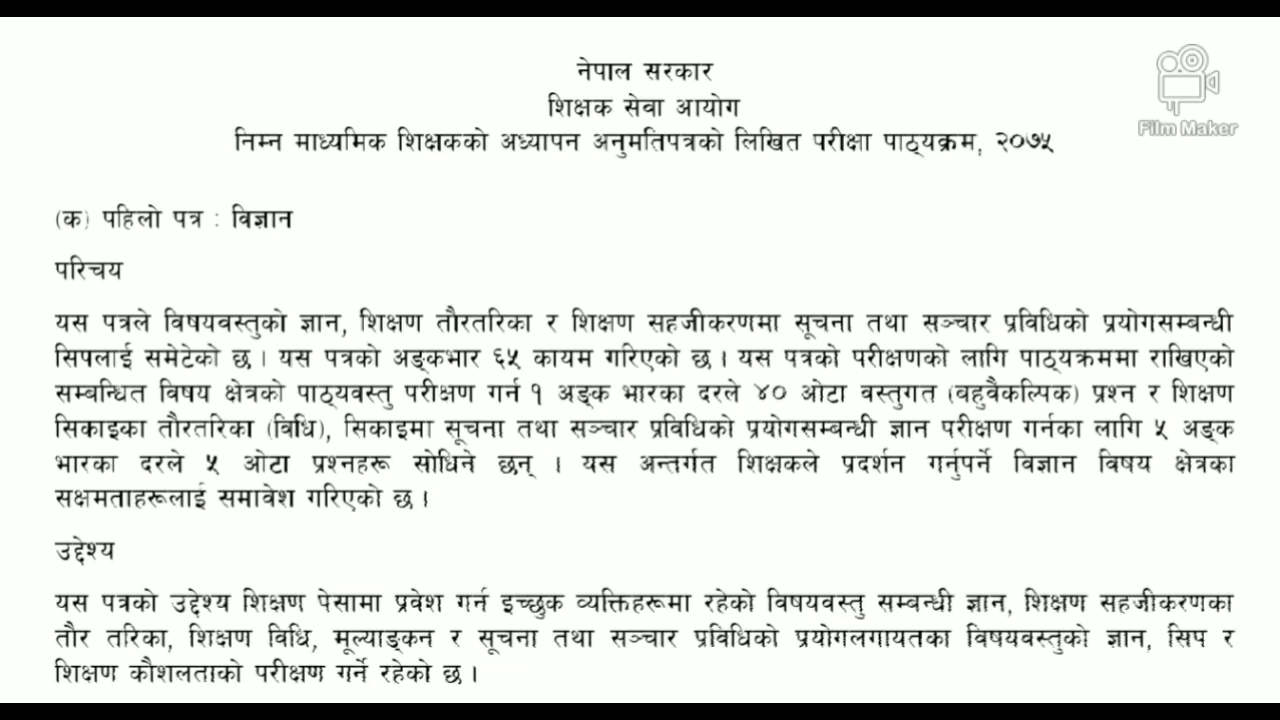 नेपाल सरकार
शिक्षक सेवा आयोग
निम्न माध्यमिक शिक्षकको अध्यापन अनुमतिपत्रको लिखित परीक्षा पाठ्यक्रम, २०७५
Film Maker
(क) पहिलो पत्र : विज्ञान
परिचय
यस पत्रले विषयवस्तुको ज्ञान, शिक्षण तौरतरिका र शिक्षण सहजीकरणमा सूचना तथा सञ्चार प्रविधिको प्रयोगसम्बन्धी
सिपलाई समेटेको छ । यस पत्रको अङ्कभार ६५ कायम गरिएको छ । यस पत्रको परीक्षणको लागि पाठ्यक्रममा राखिएको
सम्बन्धित विषय क्षेत्रको पाठ्यवस्तु परीक्षण गर्न १ अङ्क भारका दरले ४० ओटा वस्तुगत (बहुवैकल्पिक) प्रश्न र शिक्षण
सिकाइका तौरतरिका (विधि), सिकाइमा सूचना तथा सञ्चार प्रविधिको प्रयोगसम्बन्धी ज्ञान परीक्षण गर्नका लागि ५ अङ्क
भारका दरले ५ ओटा प्रश्नहरू सोधिने छन् । यस अन्तर्गत शिक्षकले प्रदर्शन गर्नुपर्ने विज्ञान विषय क्षेत्रका
सक्षमताहरूलाई समावेश गरिएको छ ।
उद्देश्य
यस पत्रको उद्देश्य शिक्षण पेसामा प्रवेश गर्न इच्छुक व्यक्तिहरूमा रहेको विषयवस्तु सम्बन्धी ज्ञान, शिक्षण सहजीकरणका
तौर तरिका, शिक्षण विधि, मूल्याङ्कन र सूचना तथा सञ्चार प्रविधिको प्रयोगलगायतका विषयवस्तुको ज्ञान, सिप र
शिक्षण कौशलताको परीक्षण गर्ने रहेको छ ।